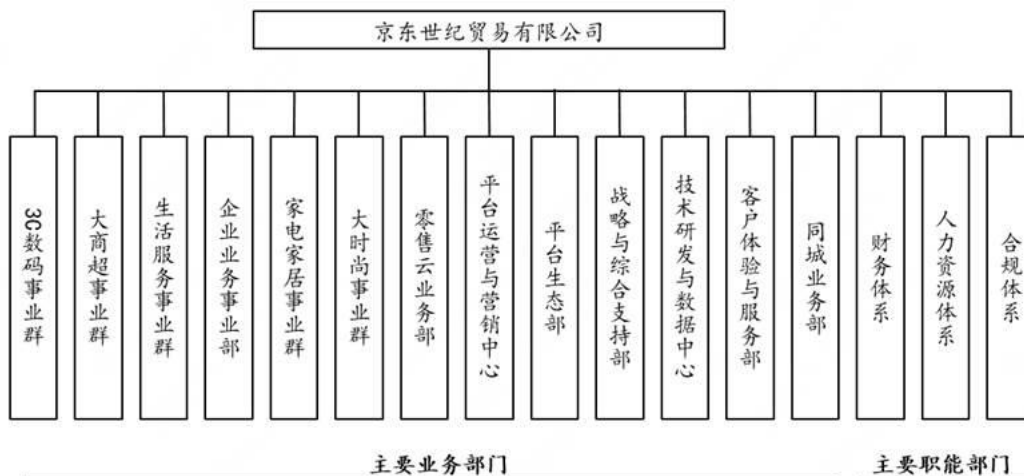 京东世纪贸易有限公司
3C数码事业群
大商超事业群
生活服务事业群
企业业务事业部
家电家居事业群
大时尚事业群
零售云业务部
平台运营与营销中心
平台生态部
战略与综合支持部
技术研发与数据中心
客户体验与服务部
同城业务部
财务体系
人力资源体系
合规体系
主要业务部门
主要职能部门